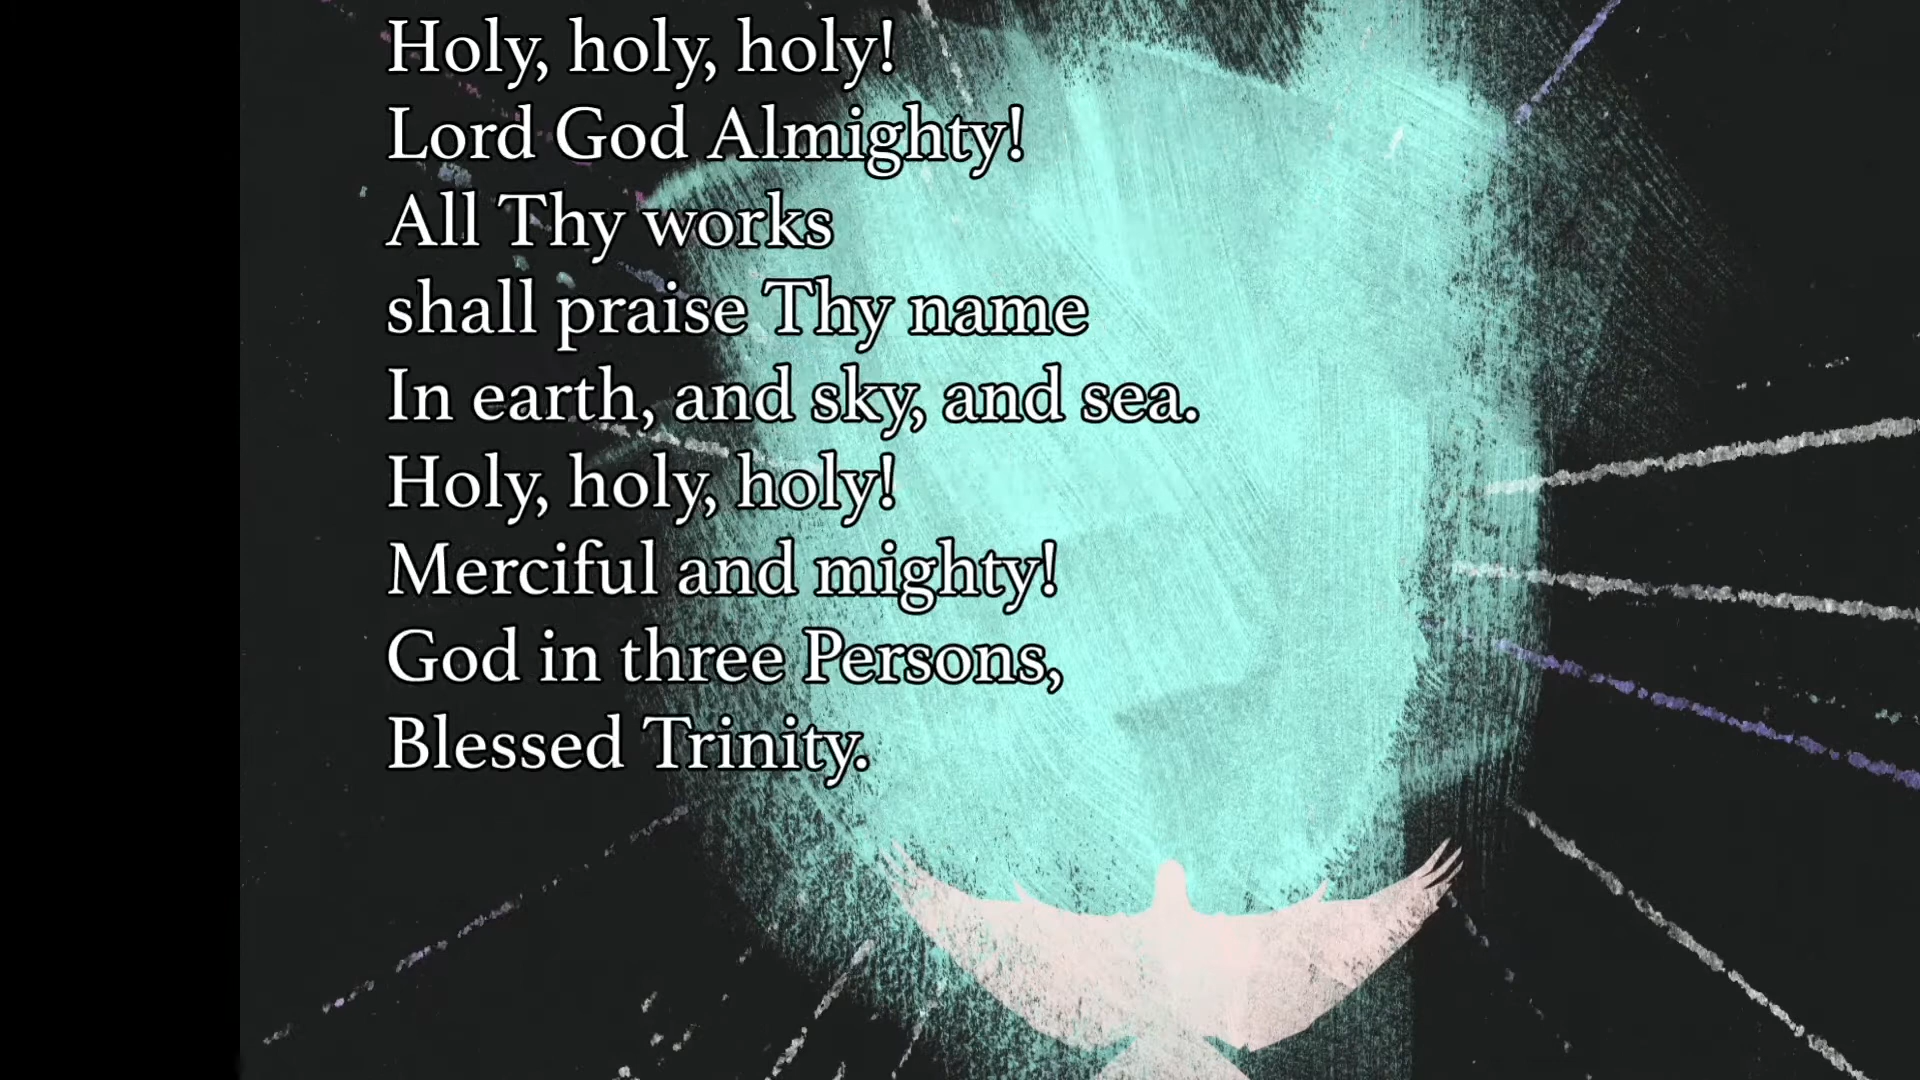 Holy, holy, holy!
Lord God Almighty!
All Thy works
shall praise Thy name
In earth, and sky, and sea.
Holy, holy, holy!
Merciful and mighty!
God in three Persons,
Blessed Trinity.